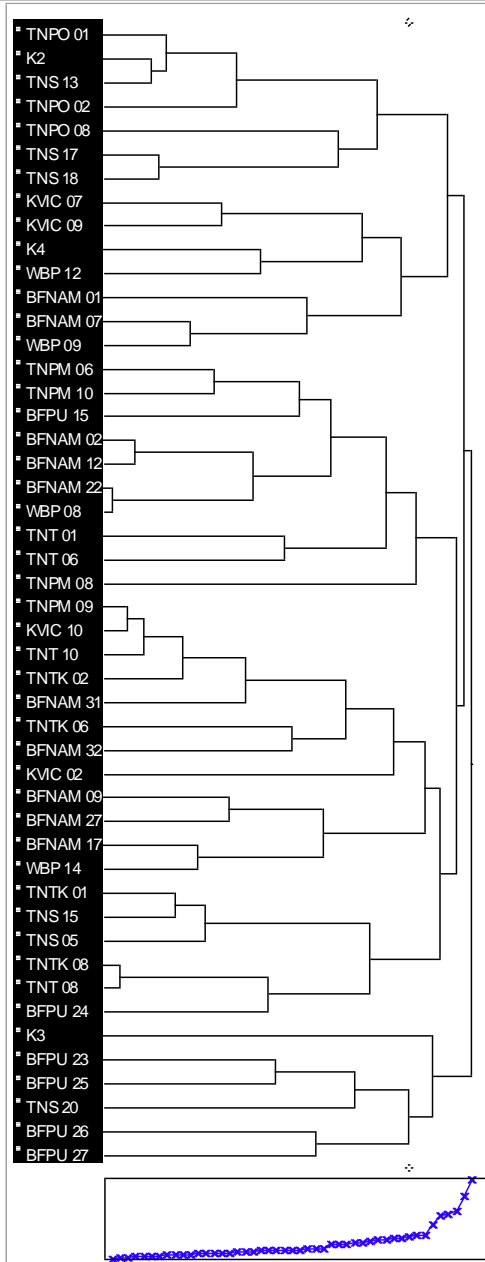 TNPO 01
K2
TNS 13
TNPO 02
TNPO 08
TNS 17
TNS 18
KVIC 07
KVIC 09
K4
WBP 12
BFNAM 01
BFNAM 07
WBP 09
TNPM 06
TNPM 10
BFPU 15
BFNAM 02
BFNAM 12
BFNAM 22
WBP 08
TNT 01
TNT 06
TNPM 08
TNPM 09
KVIC 10
TNT 10
TNTK 02
BFNAM 31
TNTK 06
BFNAM 32
KVIC 02
BFNAM 09
BFNAM 27
BFNAM 17
WBP 14
TNTK 01
TNS 15
TNS 05
TNTK 08
TNT 08
BFPU 24
K3
BFPU 23
BFPU 25
TNS 20
BFPU 26
BFPU 27